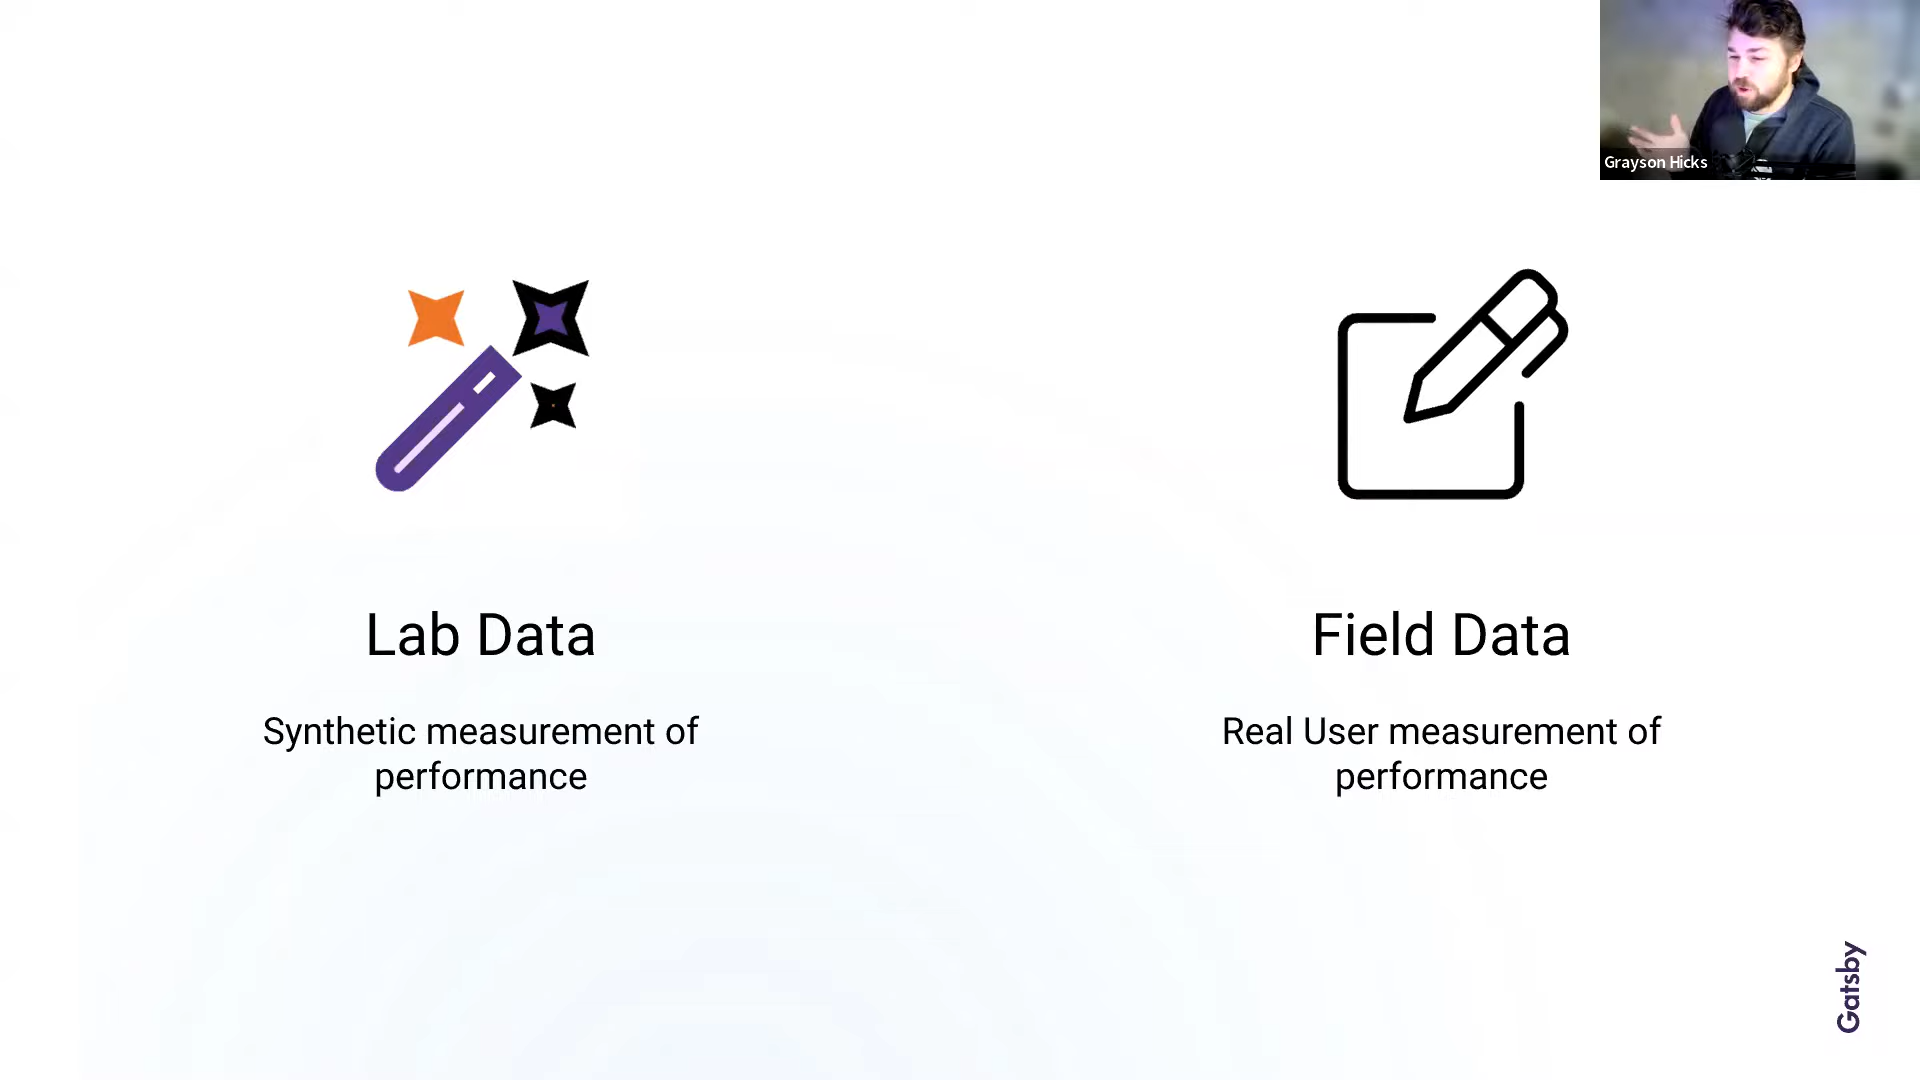 Grayson Hicks
Lab Data
Synthetic measurement of
performance
Field Data
Real User measurement of
performance
Gatsby